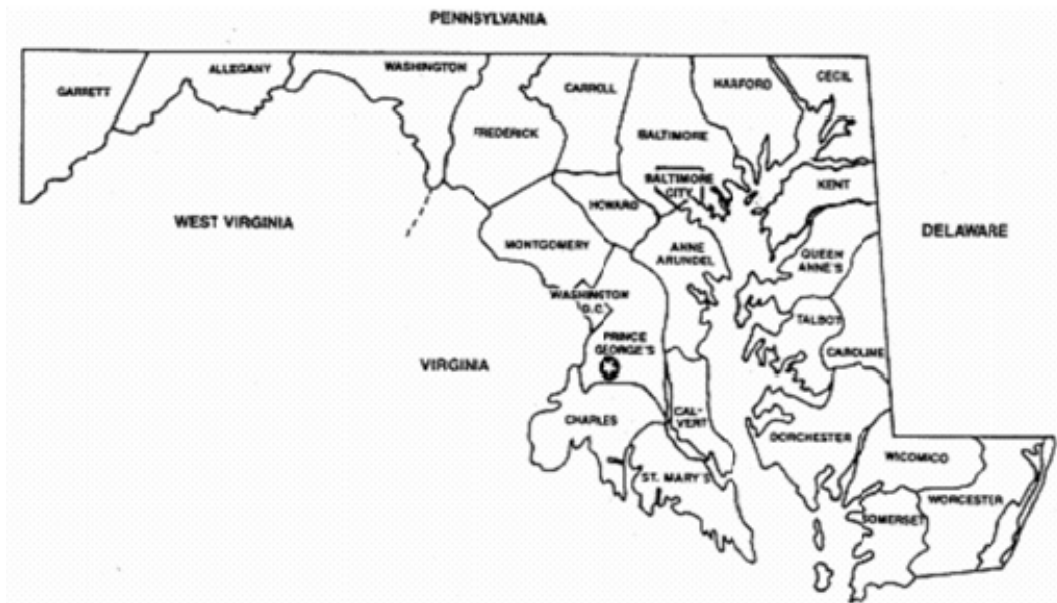 PENNSYLVANIA
GARRETT
ALLEGANY
WASHINGTON
FREDERICK
CARROLL
BALTIMORE
HARFORD
CECIL
BALTIMORE
CITY
KENT
WEST VIRGINIA
HOWARD
MONTGOMERY
ANNE
ARUNDEL
QUEEN
ANNE'S
DELAWARE
WASHINGTON
D.C.
TALBOT
CAROLINE
PRINCE
GEORGE'S
VIRGINIA
CHARLES
CAL-
VERT
DORCHESTER
WICOMICO
ST. MARY'S
WORCESTER
SOMERSET